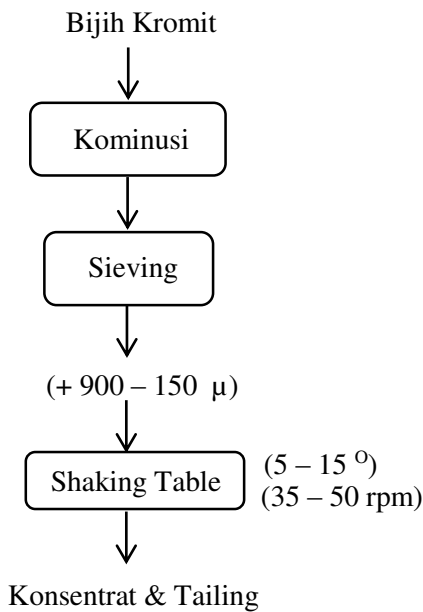 Bijih Kromit
Kominusi
Sieving
(+ 900 – 150 µ)
Shaking Table
(5 – 15 ᴼ)
(35 – 50 rpm)
Konsentrat & Tailing